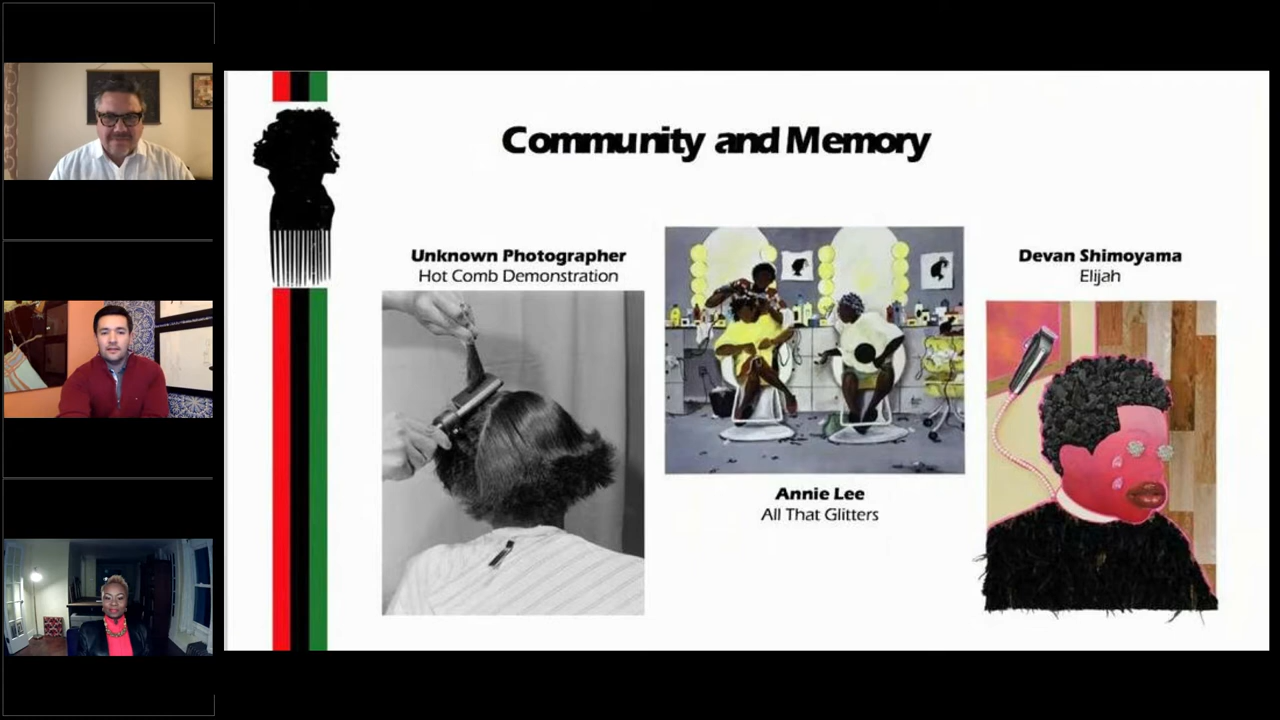 Community and Memory
Unknown Photographer
Hot Comb Demonstration
Annie Lee
All That Glitters
Devan Shimoyama
Elijah